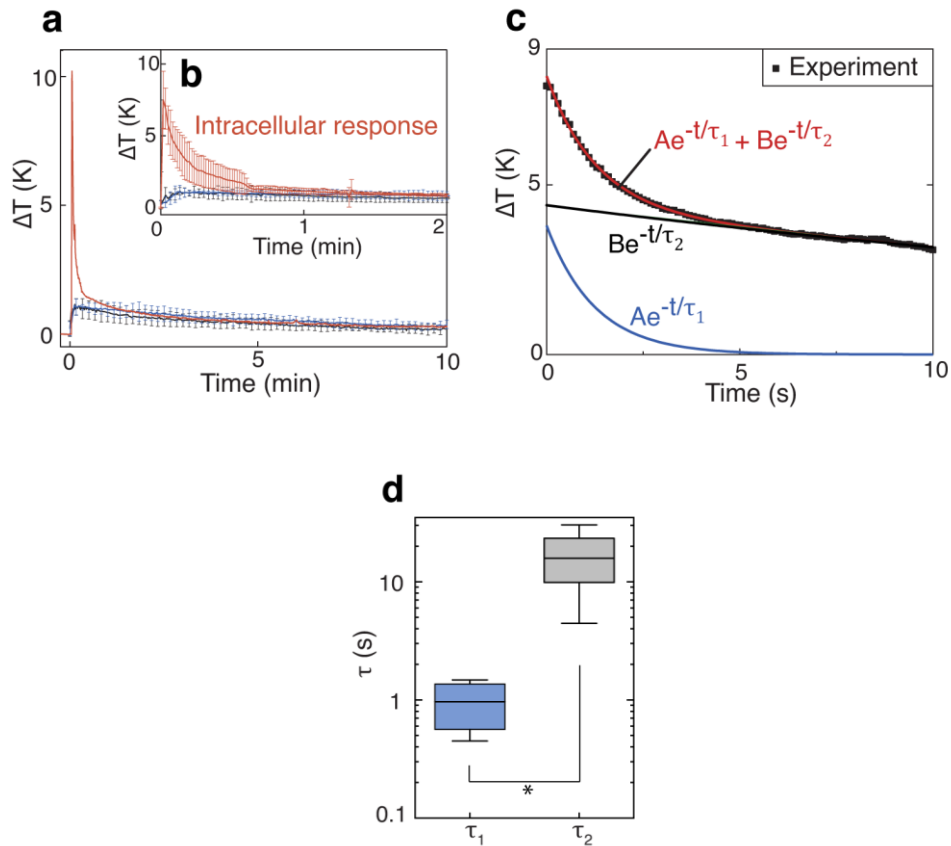 a
10
5
0
ΔT (K)
0
5
10
Time (min)
b
10
5
0
ΔT (K)
Intracellular response
0
1
2
Time (min)
c
9
5
0
ΔT (K)
■ Experiment
Ae^-t/τ₁ + Be^-t/τ₂
Be^-t/τ₂
Ae^-t/τ₁
0
5
10
Time (s)
d
10
1
0.1
τ (s)
*
τ₁
τ₂